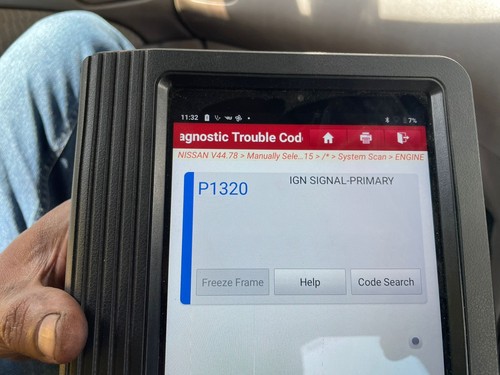 11:32 7%
agnostic Trouble Cod
NISSAN V44.78 > Manually Sele...15 > /* > System Scan > ENGINE
P1320 IGN SIGNAL-PRIMARY
Freeze Frame Help Code Search